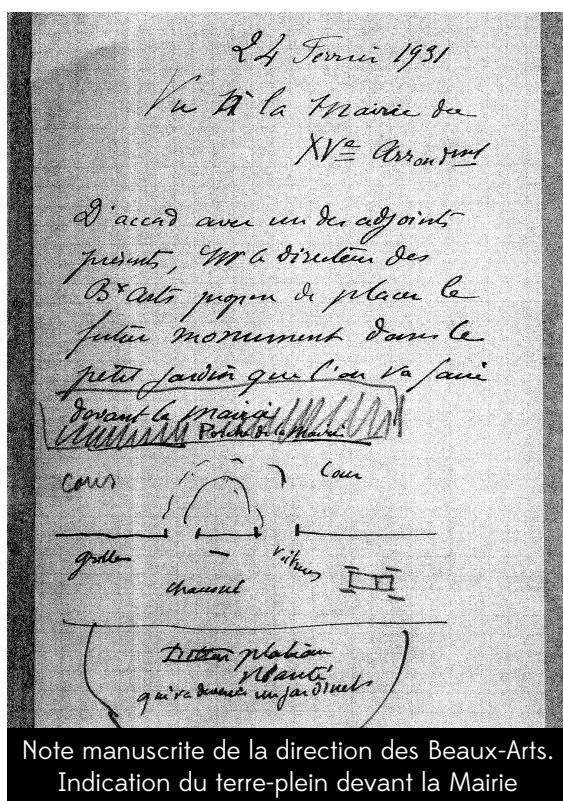 24 Février 1931
Vu à la Mairie du
XVe Arrondmt
D'accord avec un des adjoints
présents, Mr le directeur des
Bx Arts propose de placer le
futur monument dans le
petit jardin que l'on va faire
devant la mairie
Porche de la Mairie
Cour
Cour
grilles
voitures
chaussée
plateau
planté
qui va devenir un jardinet
Note manuscrite de la direction des Beaux-Arts.
Indication du terre-plein devant la Mairie